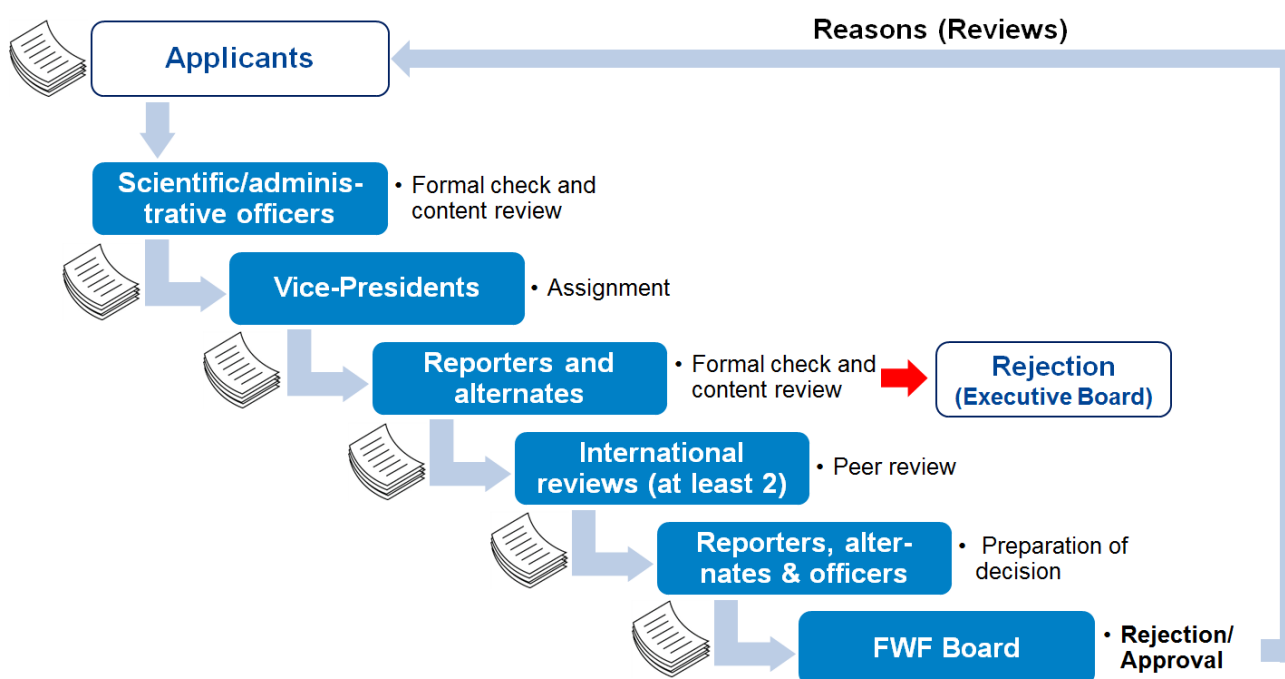 Reasons (Reviews)
Applicants
Scientific/adminis-
trative officers
• Formal check and
content review
Vice-Presidents
• Assignment
Reporters and
alternates
• Formal check and
content review
Rejection
(Executive Board)
International
reviews (at least 2)
• Peer review
Reporters, alter-
nates & officers
• Preparation of
decision
FWF Board
• Rejection/
Approval